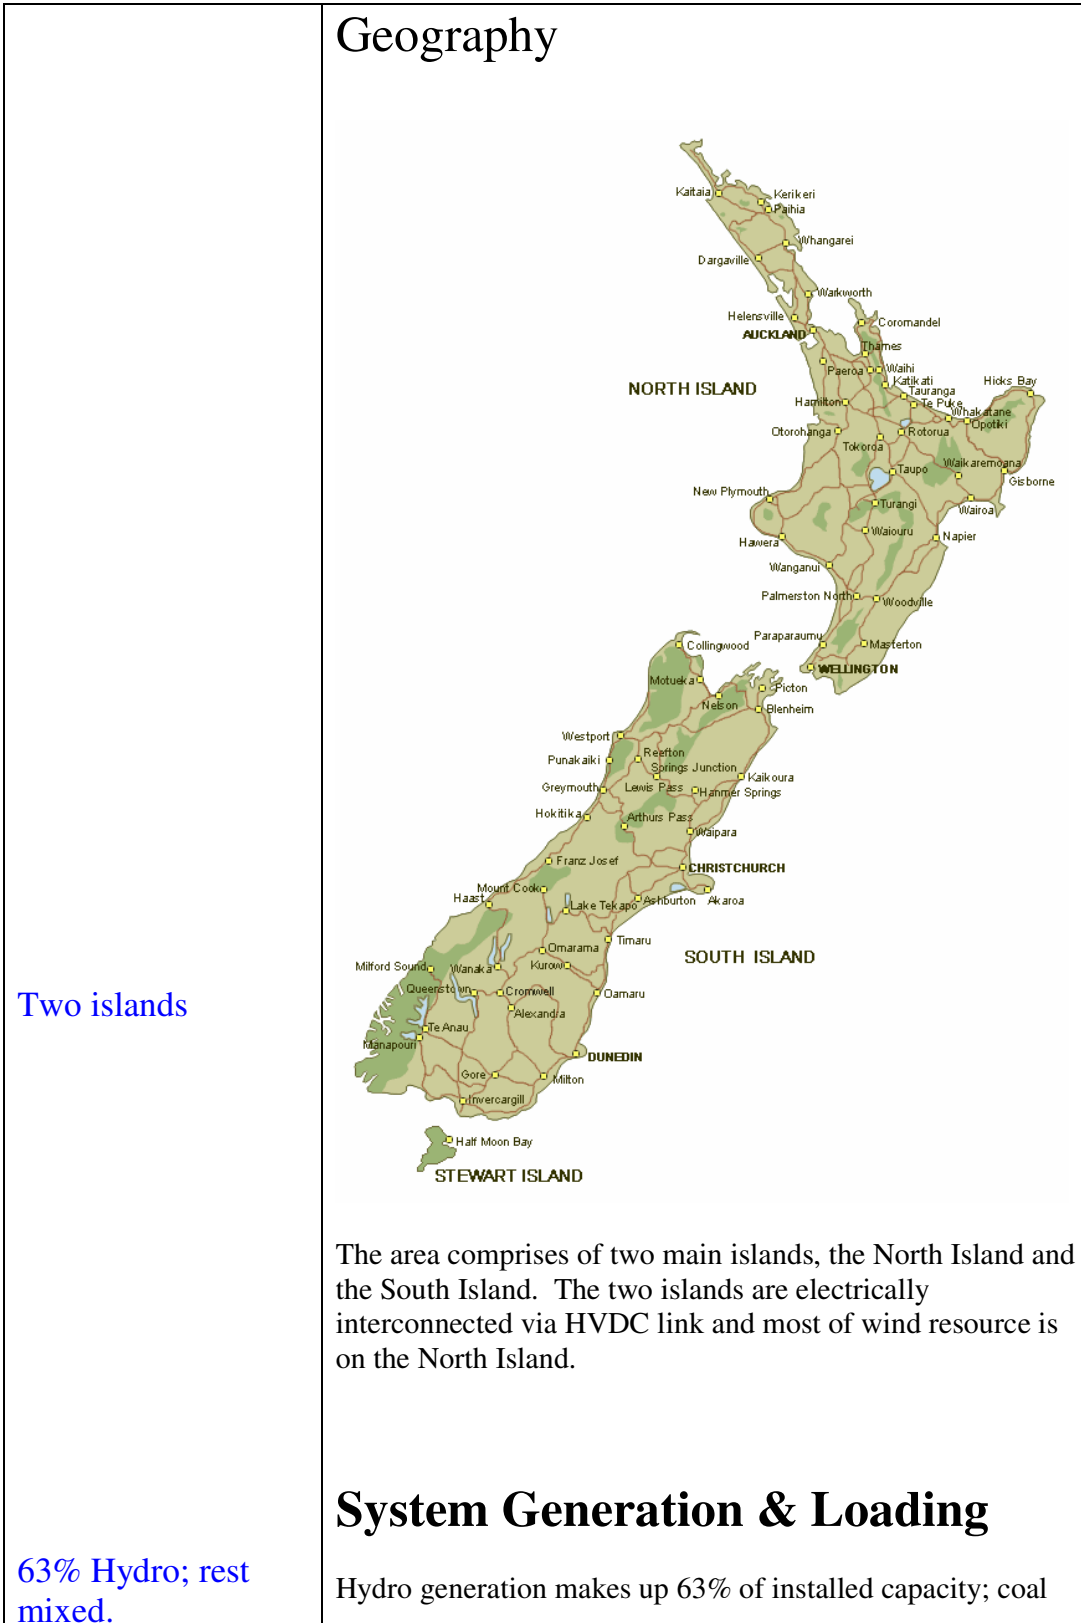 Geography
Kaitaia
Kerikeri
Paihia
Whangarei
Dargaville
Warkworth
Helensville
Coromandel
AUCKLAND
Thames
Paeroa
Waihi
Katikati
Hicks Bay
NORTH ISLAND
Tauranga
Hamilton
Te Puke
Whakatane
Opotiki
Otorohanga
Rotorua
Tokoroa
Waikaremoana
Taupo
Gisborne
New Plymouth
Turangi
Wairoa
Waiouru
Napier
Hawera
Wanganui
Palmerston North
Woodville
Paraparaumu
Masterton
Collingwood
WELLINGTON
Motueka
Picton
Nelson
Blenheim
Westport
Reefton
Punakaiki
Springs Junction
Kaikoura
Greymouth
Lewis Pass
Hanmer Springs
Hokitika
Arthurs Pass
Waipara
Franz Josef
CHRISTCHURCH
Mount Cook
Haast
Lake Tekapo
Ashburton
Akaroa
Timaru
Omarama
SOUTH ISLAND
Milford Sound
Wanaka
Kurow
Queenstown
Cromwell
Oamaru
Two islands
Alexandra
Te Anau
Manapouri
DUNEDIN
Gore
Milton
Invercargill
Half Moon Bay
STEWART ISLAND
The area comprises of two main islands, the North Island and
the South Island. The two islands are electrically
interconnected via HVDC link and most of wind resource is
on the North Island.
System Generation & Loading
63% Hydro; rest
mixed.
Hydro generation makes up 63% of installed capacity; coal